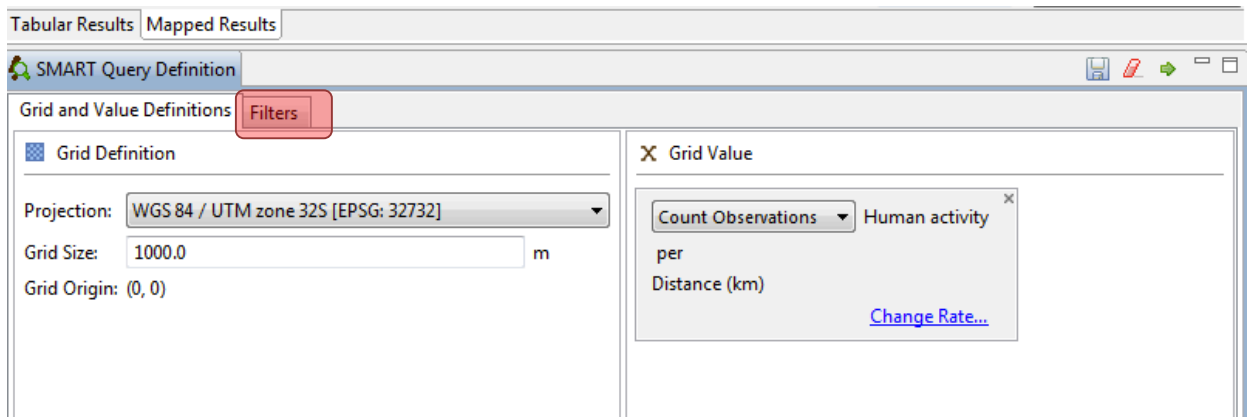 Tabular Results Mapped Results
SMART Query Definition
Grid and Value Definitions Filters
Grid Definition
Projection: WGS 84 / UTM zone 32S [EPSG: 32732]
Grid Size: 1000.0 m
Grid Origin: (0, 0)
Grid Value
Count Observations Human activity
per
Distance (km)
Change Rate...